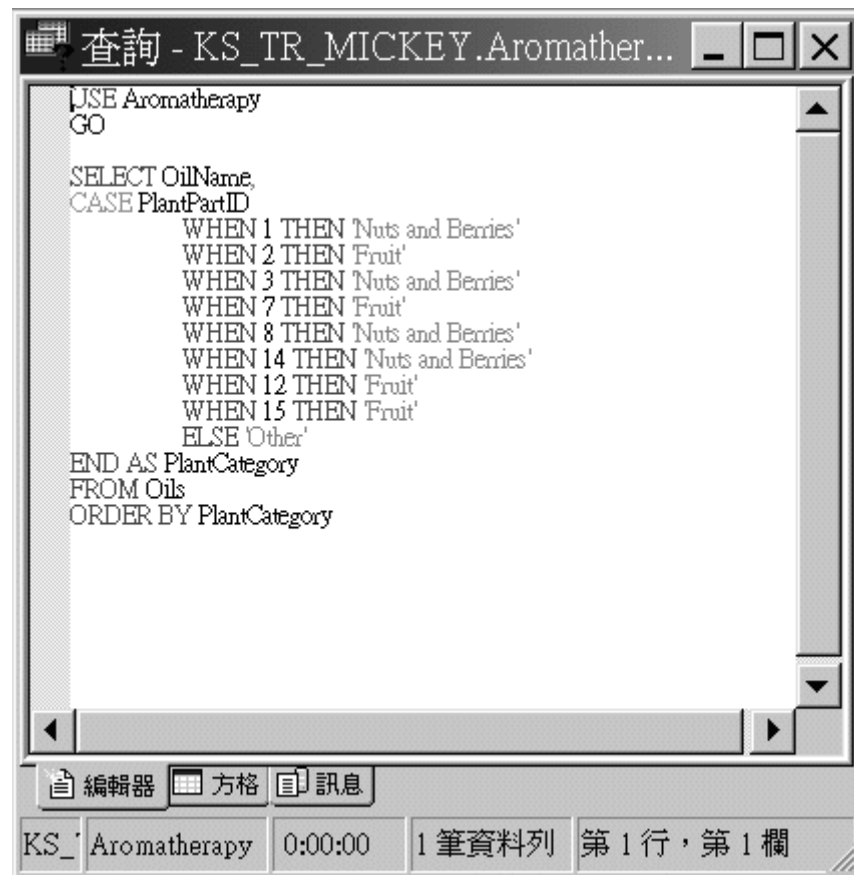 查詢 - KS_TR_MICKEY.Aromather...
USE Aromatherapy
GO
SELECT OilName,
CASE PlantPartID
WHEN 1 THEN 'Nuts and Berries'
WHEN 2 THEN 'Fruit'
WHEN 3 THEN 'Nuts and Berries'
WHEN 7 THEN 'Fruit'
WHEN 8 THEN 'Nuts and Berries'
WHEN 14 THEN 'Nuts and Berries'
WHEN 12 THEN 'Fruit'
WHEN 15 THEN 'Fruit'
ELSE 'Other'
END AS PlantCategory
FROM Oils
ORDER BY PlantCategory
編輯器 方格 訊息
KS_ Aromatherapy 0:00:00 1 筆資料列 第 1 行，第 1 欄